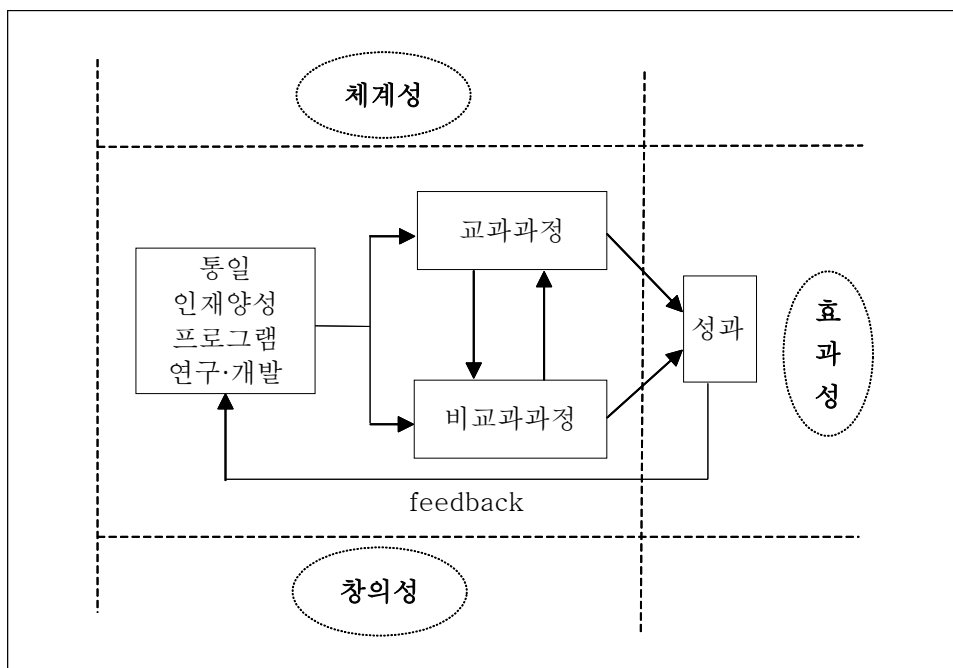 체계성
교과과정
통일
인재양성
프로그램
연구·개발
성과
효
과
성
비교과과정
feedback
창의성